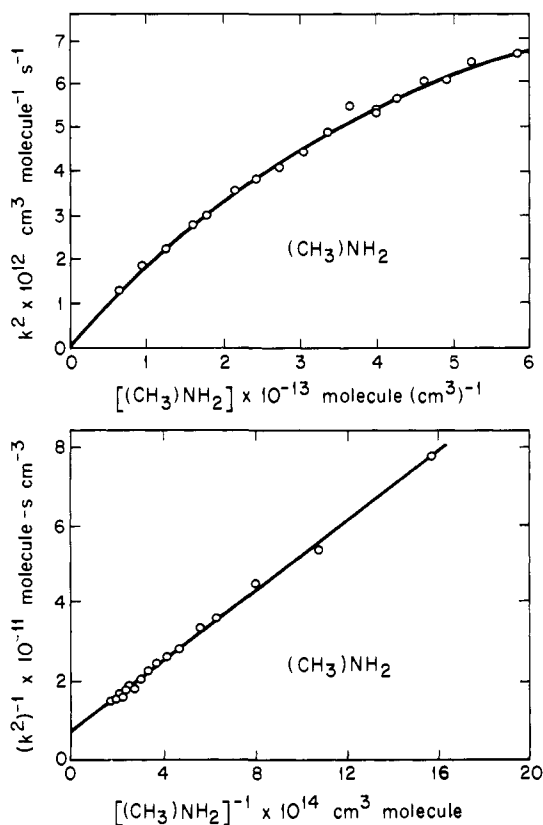 7
6
5
4
3
2
1
0
k² x 10¹² cm³ molecule⁻¹ s⁻¹
(CH₃)NH₂
0 1 2 3 4 5 6
[(CH₃)NH₂] x 10⁻¹³ molecule (cm³)⁻¹
8
6
4
2
0
(k²)⁻¹ x 10⁻¹¹ molecule-s cm⁻³
(CH₃)NH₂
0 4 8 12 16 20
[(CH₃)NH₂]⁻¹ x 10¹⁴ cm³ molecule